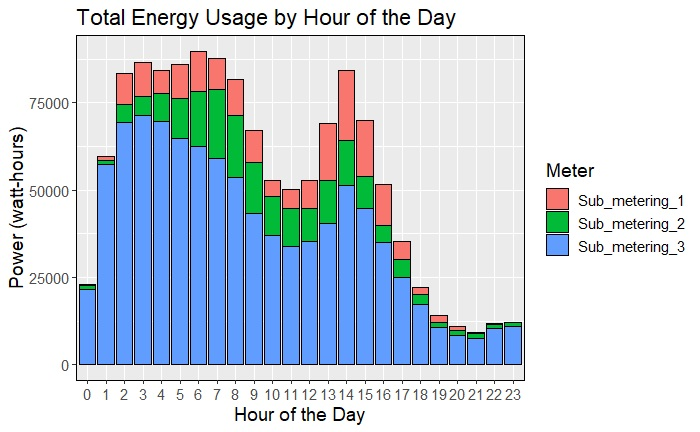 Total Energy Usage by Hour of the Day
Power (watt-hours)
75000
50000
25000
0
0 1 2 3 4 5 6 7 8 9 10 11 12 13 14 15 16 17 18 19 20 21 22 23
Hour of the Day
Meter
Sub_metering_1
Sub_metering_2
Sub_metering_3